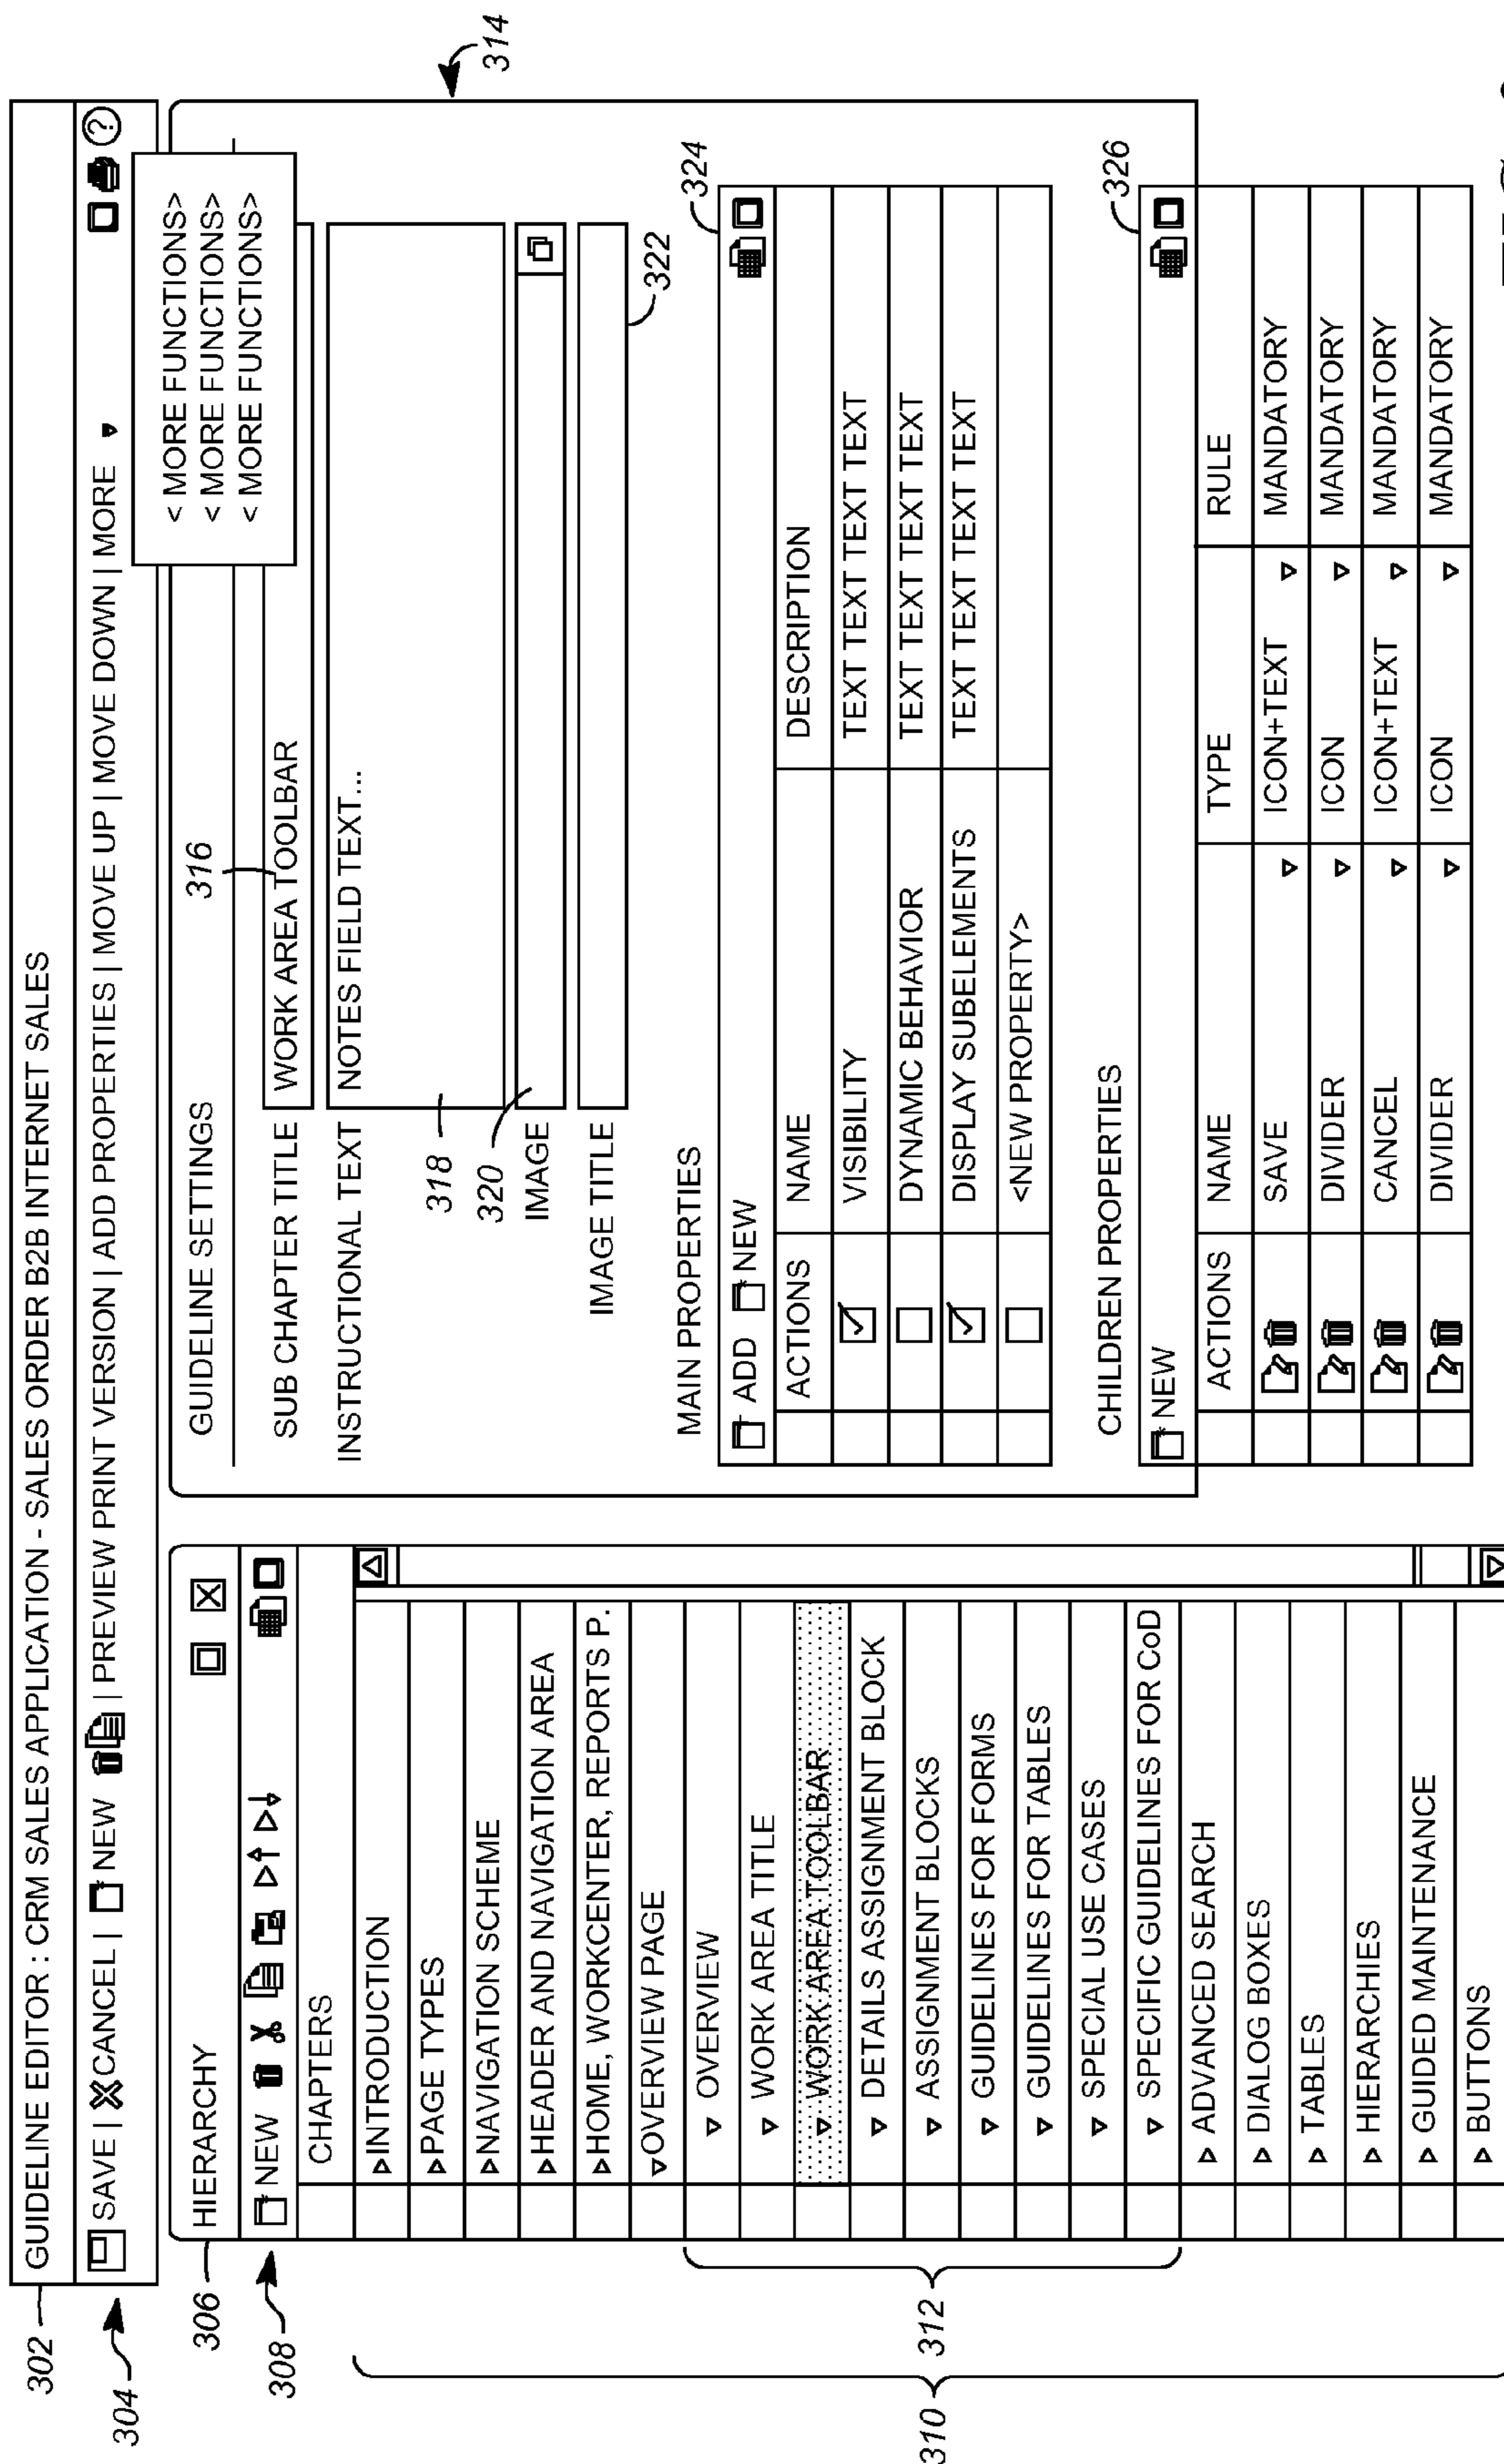 302
GUIDELINE EDITOR : CRM SALES APPLICATION - SALES ORDER B2B INTERNET SALES
304
SAVE | CANCEL | NEW | PREVIEW PRINT VERSION | ADD PROPERTIES | MOVE UP | MOVE DOWN | MORE
< MORE FUNCTIONS>
< MORE FUNCTIONS>
< MORE FUNCTIONS>
306
HIERARCHY
308
NEW
CHAPTERS
310
INTRODUCTION
PAGE TYPES
NAVIGATION SCHEME
HEADER AND NAVIGATION AREA
HOME, WORKCENTER, REPORTS P.
OVERVIEW PAGE
312
OVERVIEW
WORK AREA TITLE
WORK AREA TOOLBAR
DETAILS ASSIGNMENT BLOCK
ASSIGNMENT BLOCKS
GUIDELINES FOR FORMS
GUIDELINES FOR TABLES
SPECIAL USE CASES
SPECIFIC GUIDELINES FOR CoD
ADVANCED SEARCH
DIALOG BOXES
TABLES
HIERARCHIES
GUIDED MAINTENANCE
BUTTONS
314
GUIDELINE SETTINGS
316
SUB CHAPTER TITLE WORK AREA TOOLBAR
INSTRUCTIONAL TEXT NOTES FIELD TEXT...
318
320
IMAGE
IMAGE TITLE
322
MAIN PROPERTIES
324
ADD NEW
ACTIONS NAME DESCRIPTION
VISIBILITY TEXT TEXT TEXT TEXT
DYNAMIC BEHAVIOR TEXT TEXT TEXT TEXT
DISPLAY SUBELEMENTS TEXT TEXT TEXT TEXT
<NEW PROPERTY>
CHILDREN PROPERTIES
326
NEW
ACTIONS NAME TYPE RULE
SAVE ICON+TEXT MANDATORY
DIVIDER ICON MANDATORY
CANCEL ICON+TEXT MANDATORY
DIVIDER ICON MANDATORY